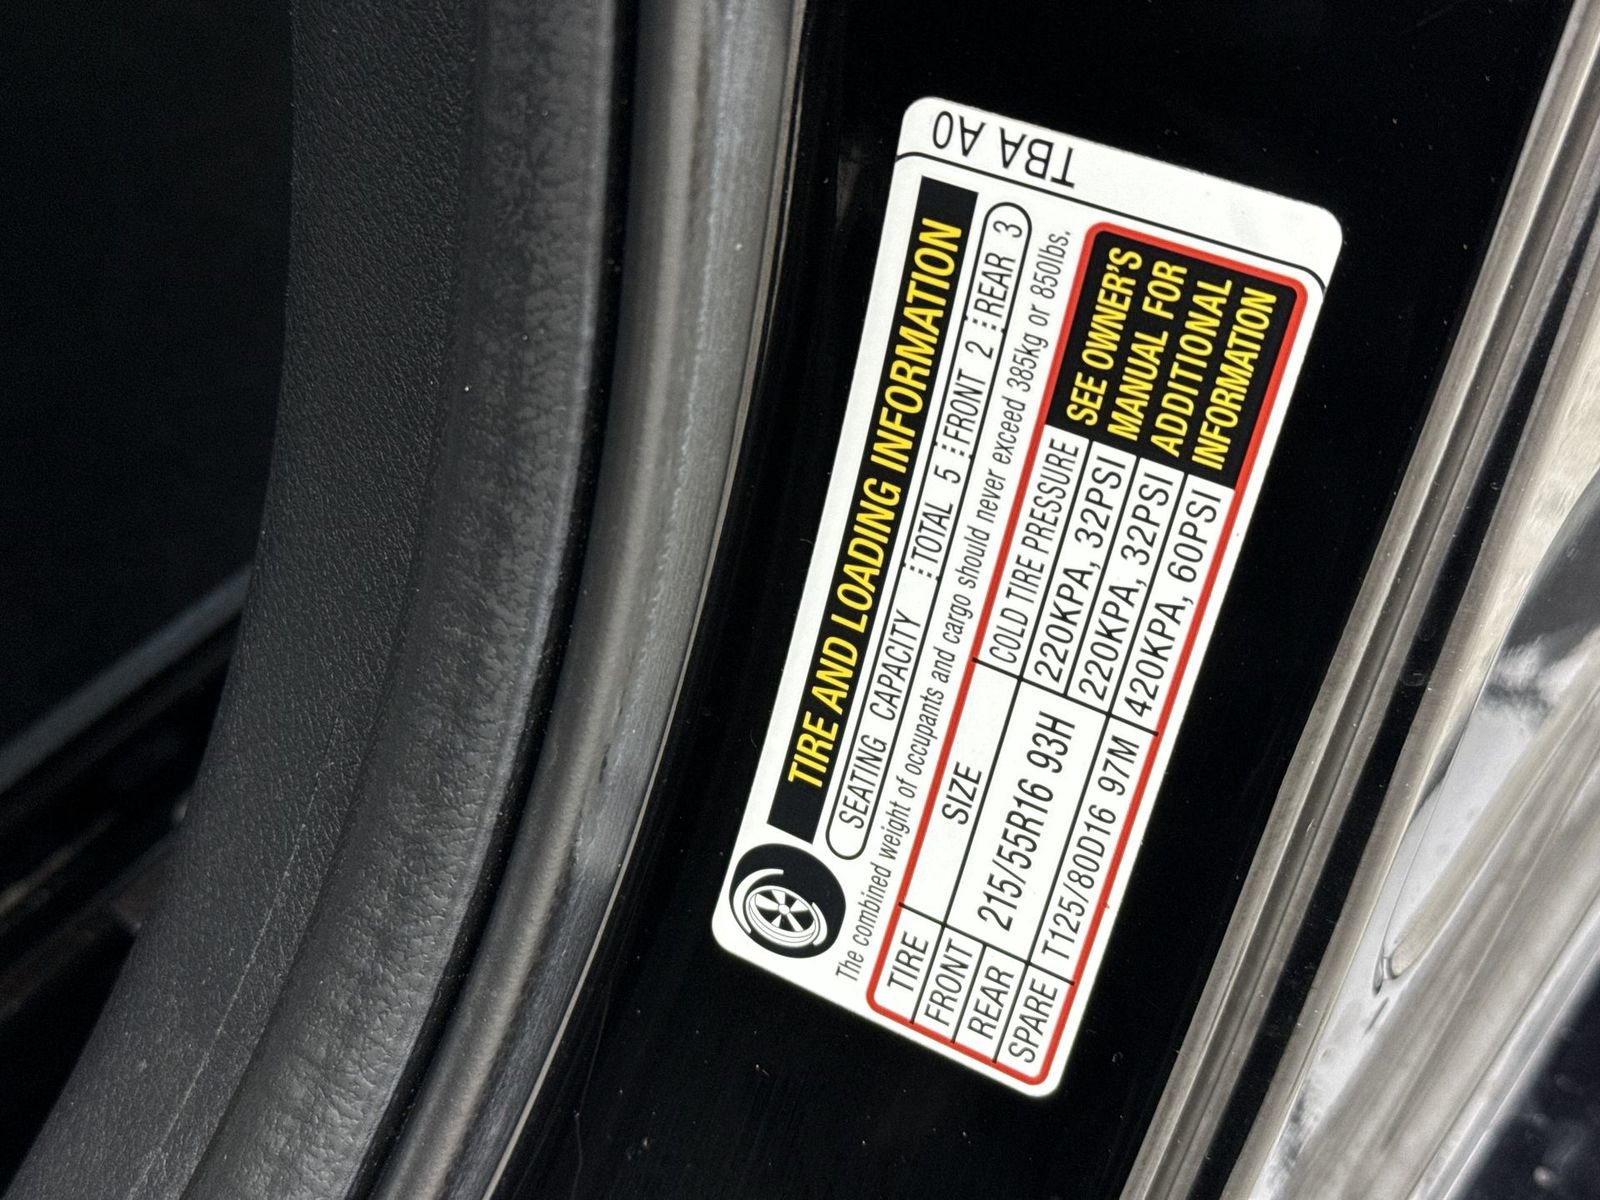 TBA A0
TIRE AND LOADING INFORMATION
SEATING CAPACITY TOTAL 5 FRONT 2 REAR 3
The combined weight of occupants and cargo should never exceed 385kg or 850lbs.
TIRE SIZE COLD TIRE PRESSURE
FRONT 215/55R16 93H 220KPA, 32PSI
REAR 220KPA, 32PSI
SPARE T125/80D16 97M 420KPA, 60PSI
SEE OWNER'S
MANUAL FOR
ADDITIONAL
INFORMATION